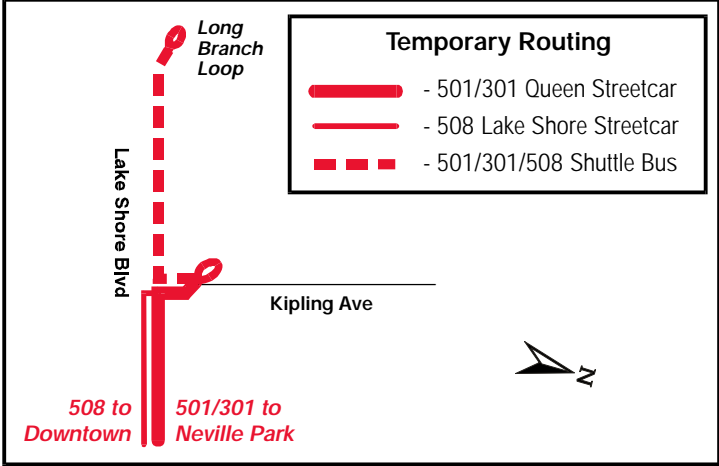 Long
Branch
Loop
Temporary Routing
- 501/301 Queen Streetcar
- 508 Lake Shore Streetcar
- 501/301/508 Shuttle Bus
Lake Shore Blvd
Kipling Ave
N
508 to
Downtown
501/301 to
Neville Park